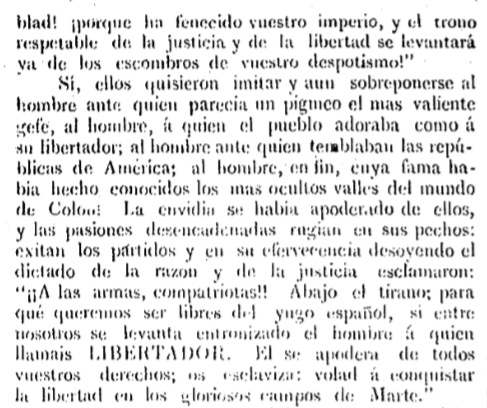 blad! ¡porque ha fenecido vuestro imperio, y el trono
respetable de la justicia y de la libertad se levantará
ya de los escombros de vuestro despotismo!"
Sí, ellos quisieron imitar y aun sobreponerse al
hombre ante quien parecia un pigmeo el mas valiente
gefe, al hombre, á quien el pueblo adoraba como á
su libertador; al hombre ante quien temblaban las repú-
blicas de América; al hombre, en fin, cuya fama ha-
bia hecho conocidos los mas ocultos valles del mundo
de Colon! La envidia se habia apoderado de ellos,
y las pasiones desencadenadas rugian en sus pechos:
exitan los pártidos y en su efervecencia desoyendo el
dictado de la razon y de la justicia esclamaron:
"¡¡A las armas, compatriotas!! Abajo el tirano; para
qué queremos ser libres del yugo español, si entre
nosotros se levanta entronizado el hombre á quien
llamais LIBERTADOR. El se apodera de todos
vuestros derechos; os esclaviza: volad á conquistar
la libertad en los gloriosos campos de Marte."